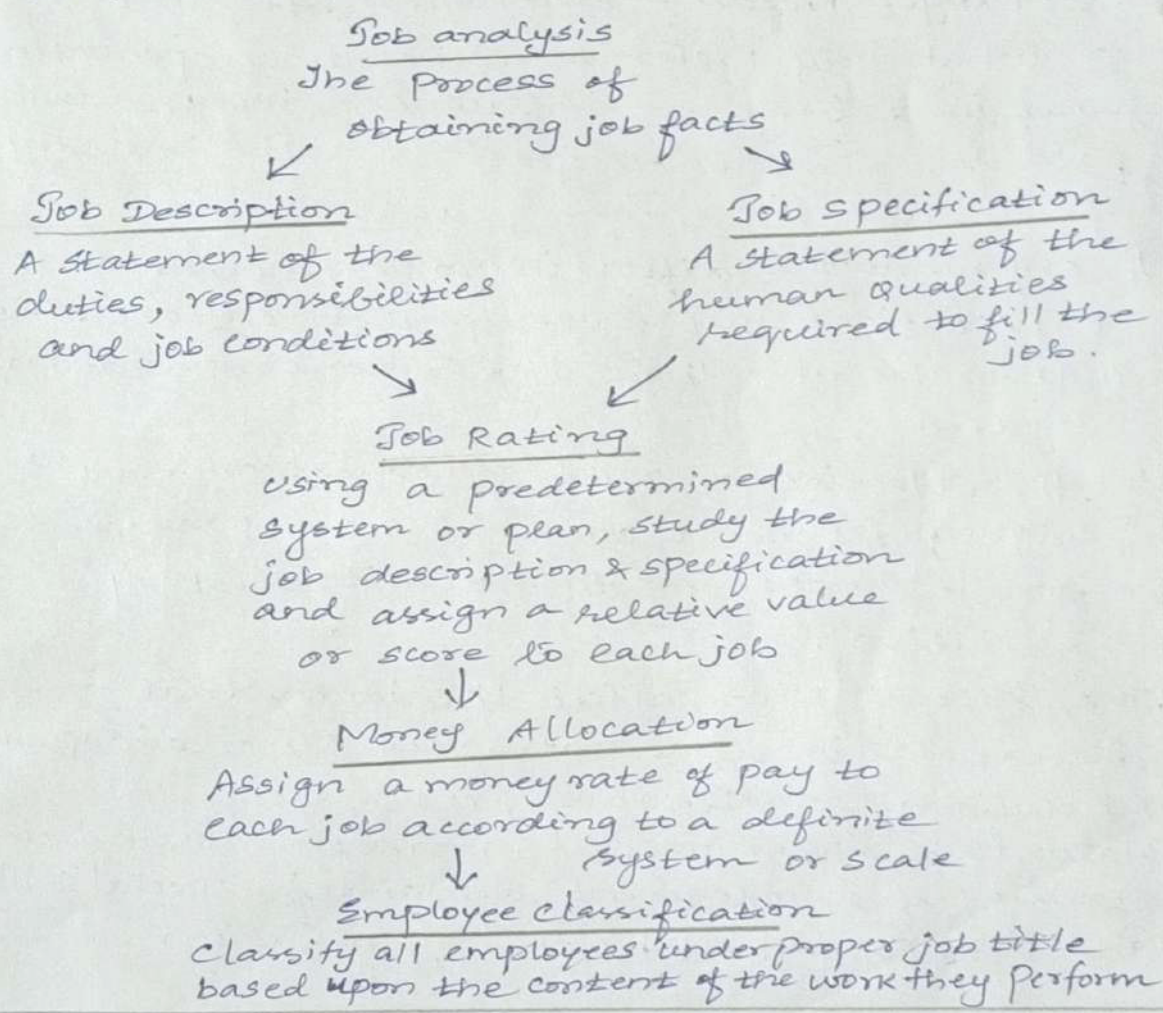 Job analysis
The Process of
obtaining job facts
Job Description
A statement of the
duties, responsibilities
and job conditions
Job specification
A statement of the
human Qualities
required to fill the
job.
Job Rating
Using a predetermined
system or plan, study the
job description & specification
and assign a relative value
or score to each job
Money Allocation
Assign a money rate of pay to
each job according to a definite
system or scale
Employee classification
Classify all employees under proper job title
based upon the content of the work they Perform